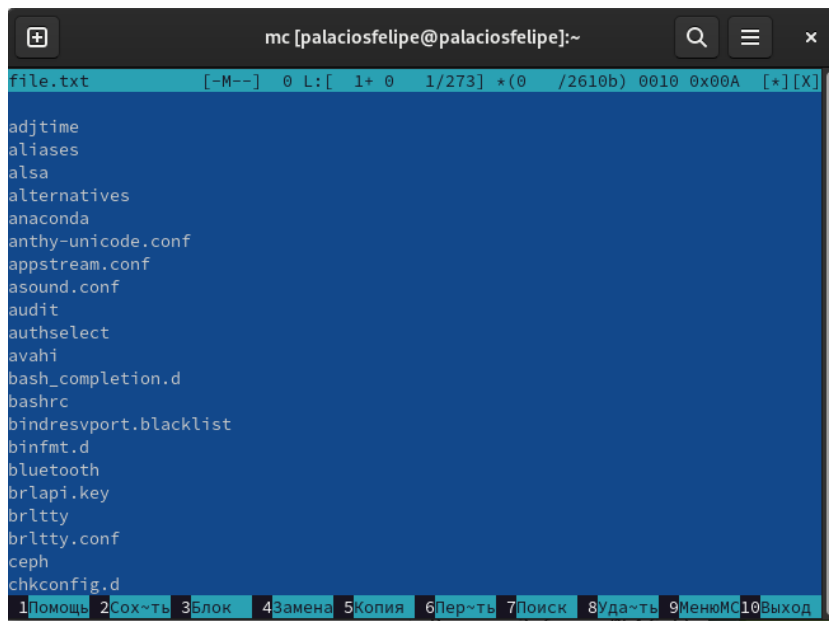 mc [palaciosfelipe@palaciosfelipe]:~
file.txt [-M--] 0 L:[ 1+ 0 1/273] *(0 /2610b) 0010 0x00A [*][X]
adjtime
aliases
alsa
alternatives
anaconda
anthy-unicode.conf
appstream.conf
asound.conf
audit
authselect
avahi
bash_completion.d
bashrc
bindresvport.blacklist
binfmt.d
bluetooth
brlapi.key
brltty
brltty.conf
ceph
chkconfig.d
1Помощь 2Сох~ть 3Блок 4Замена 5Копия 6Пер~ть 7Поиск 8Уда~ть 9МенюMC10Выход